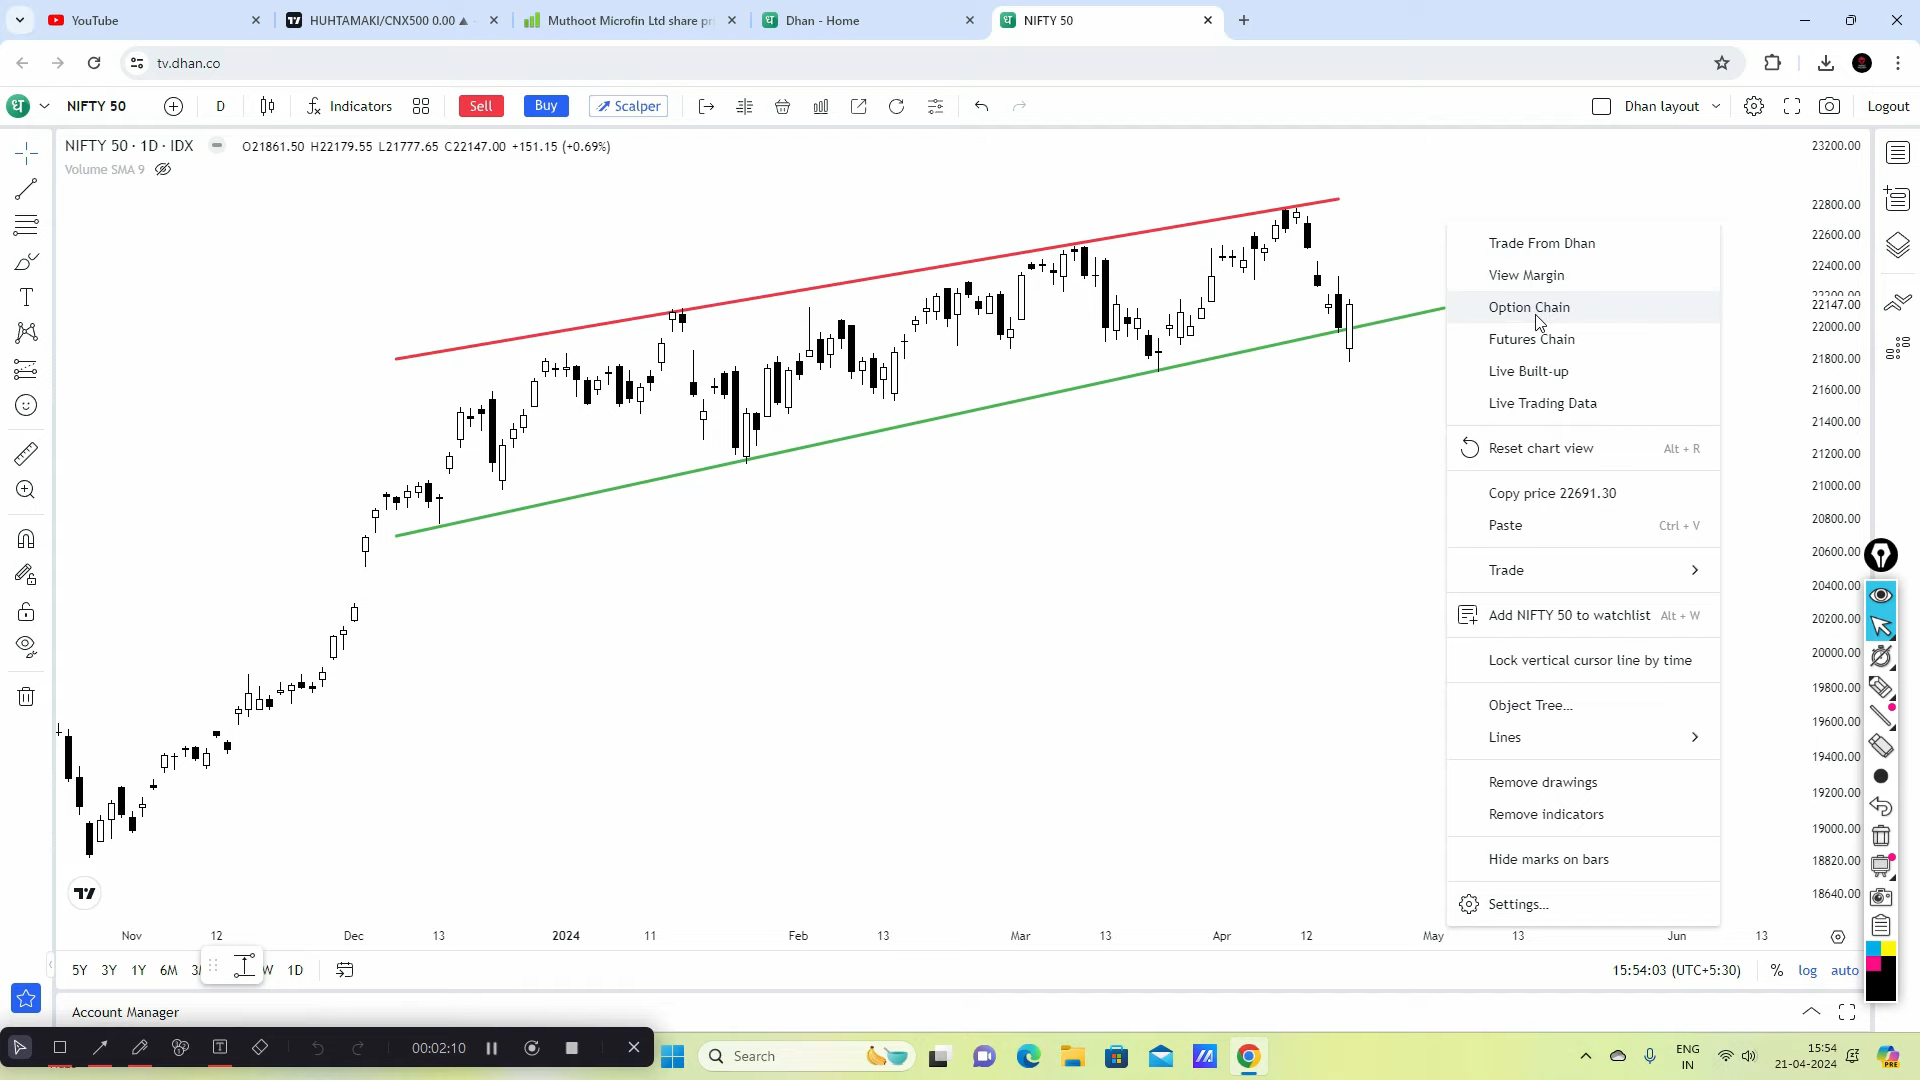 YouTube
HUHTAMAKI/CNX500 0.00 ▲
Muthoot Microfin Ltd share pri
Dhan - Home
NIFTY 50
tv.dhan.co
NIFTY 50
D
Indicators
Sell
Buy
Scalper
Dhan layout
Logout
NIFTY 50 · 1D · IDX
O21861.50 H22179.55 L21777.65 C22147.00 +151.15 (+0.69%)
Volume SMA 9
23200.00
22800.00
22600.00
22400.00
22200.00
22147.00
22000.00
21800.00
21600.00
21400.00
21200.00
21000.00
20800.00
20600.00
20400.00
20200.00
20000.00
19800.00
19600.00
19400.00
19200.00
19000.00
18820.00
18640.00
Trade From Dhan
View Margin
Option Chain
Futures Chain
Live Built-up
Live Trading Data
Reset chart view Alt + R
Copy price 22691.30
Paste Ctrl + V
Trade
Add NIFTY 50 to watchlist Alt + W
Lock vertical cursor line by time
Object Tree...
Lines
Remove drawings
Remove indicators
Hide marks on bars
Settings...
Nov 12 Dec 13 2024 11 Feb 13 Mar 13 Apr 12 May 13 Jun 13
5Y 3Y 1Y 6M 1D
15:54:03 (UTC+5:30) % log auto
Account Manager
00:02:10
Search
ENG
IN
15:54
21-04-2024
PRE